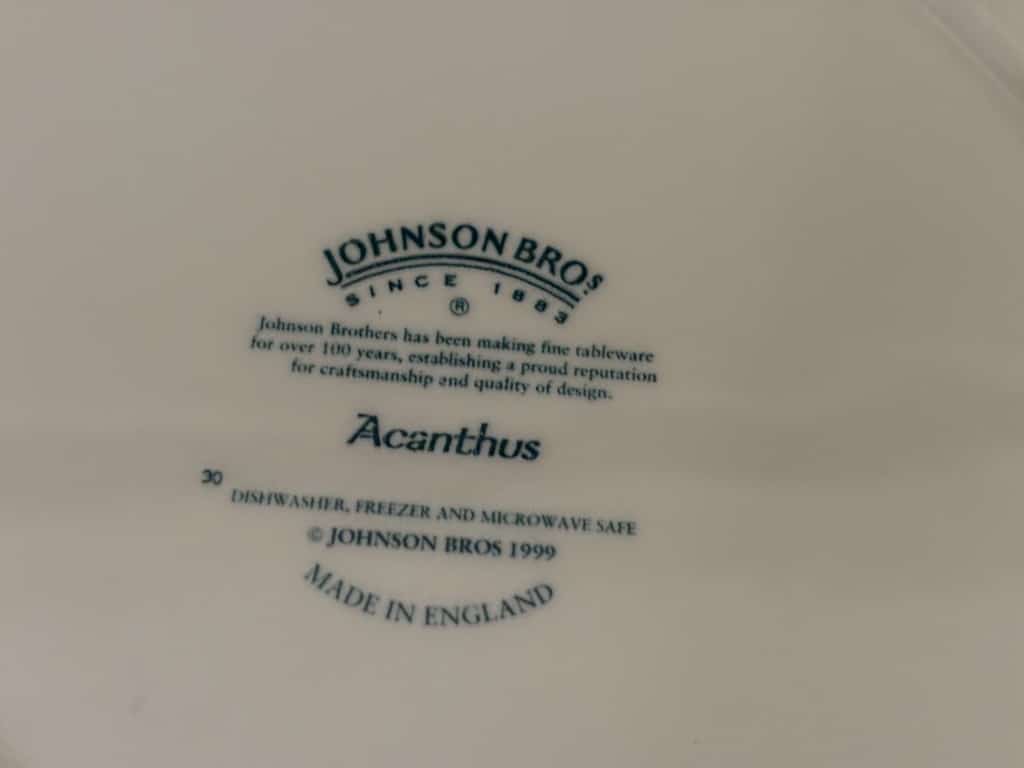 JOHNSON BROS
SINCE 1883
®
Johnson Brothers has been making fine tableware
for over 100 years, establishing a proud reputation
for craftsmanship and quality of design.
Acanthus
30
DISHWASHER, FREEZER AND MICROWAVE SAFE
© JOHNSON BROS 1999
MADE IN ENGLAND